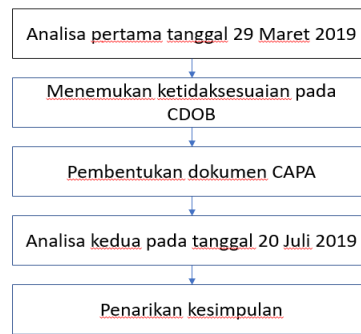 Analisa pertama tanggal 29 Maret 2019
Menemukan ketidaksesuaian pada
CDOB
Pembentukan dokumen CAPA
Analisa kedua pada tanggal 20 Juli 2019
Penarikan kesimpulan